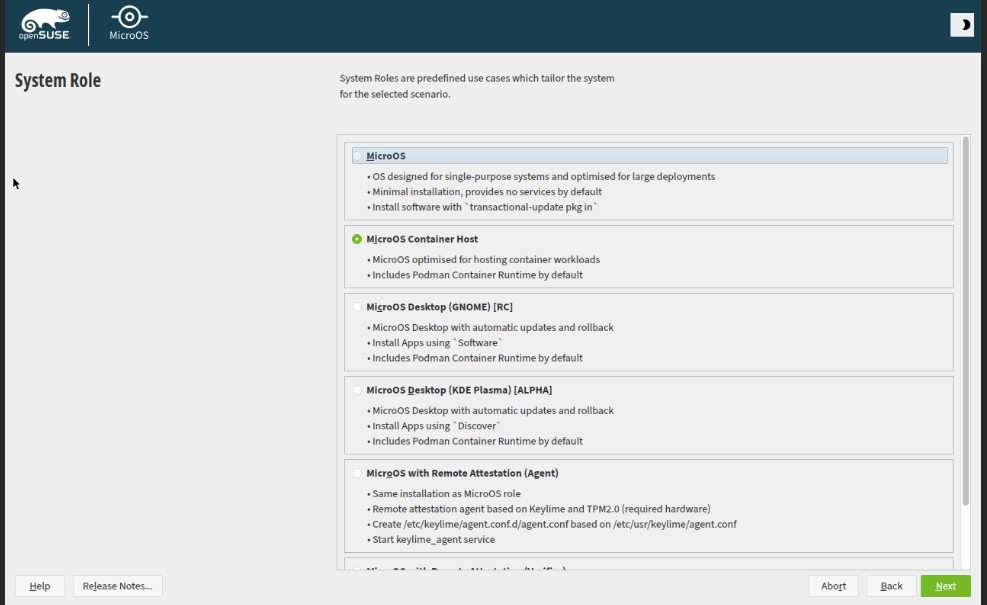 openSUSE
MicroOS
System Role
System Roles are predefined use cases which tailor the system
for the selected scenario.
MicroOS
• OS designed for single-purpose systems and optimised for large deployments
• Minimal installation, provides no services by default
• Install software with `transactional-update pkg in`
MicroOS Container Host
• MicroOS optimised for hosting container workloads
• Includes Podman Container Runtime by default
MicroOS Desktop (GNOME) [RC]
• MicroOS Desktop with automatic updates and rollback
• Install Apps using `Software`
• Includes Podman Container Runtime by default
MicroOS Desktop (KDE Plasma) [ALPHA]
• MicroOS Desktop with automatic updates and rollback
• Install Apps using `Discover`
• Includes Podman Container Runtime by default
MicroOS with Remote Attestation (Agent)
• Same installation as MicroOS role
• Remote attestation agent based on Keylime and TPM2.0 (required hardware)
• Create /etc/keylime/agent.conf.d/agent.conf based on /etc/usr/keylime/agent.conf
• Start keylime_agent service
MicroOS with Remote Attestation (Verifier)
Help
Release Notes...
Abort
Back
Next